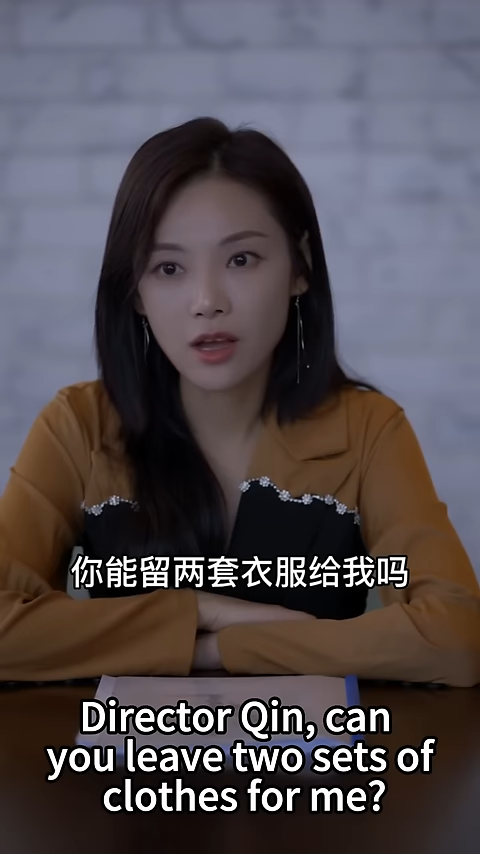 你能留两套衣服给我吗
Director Qin, can
you leave two sets of
clothes for me?